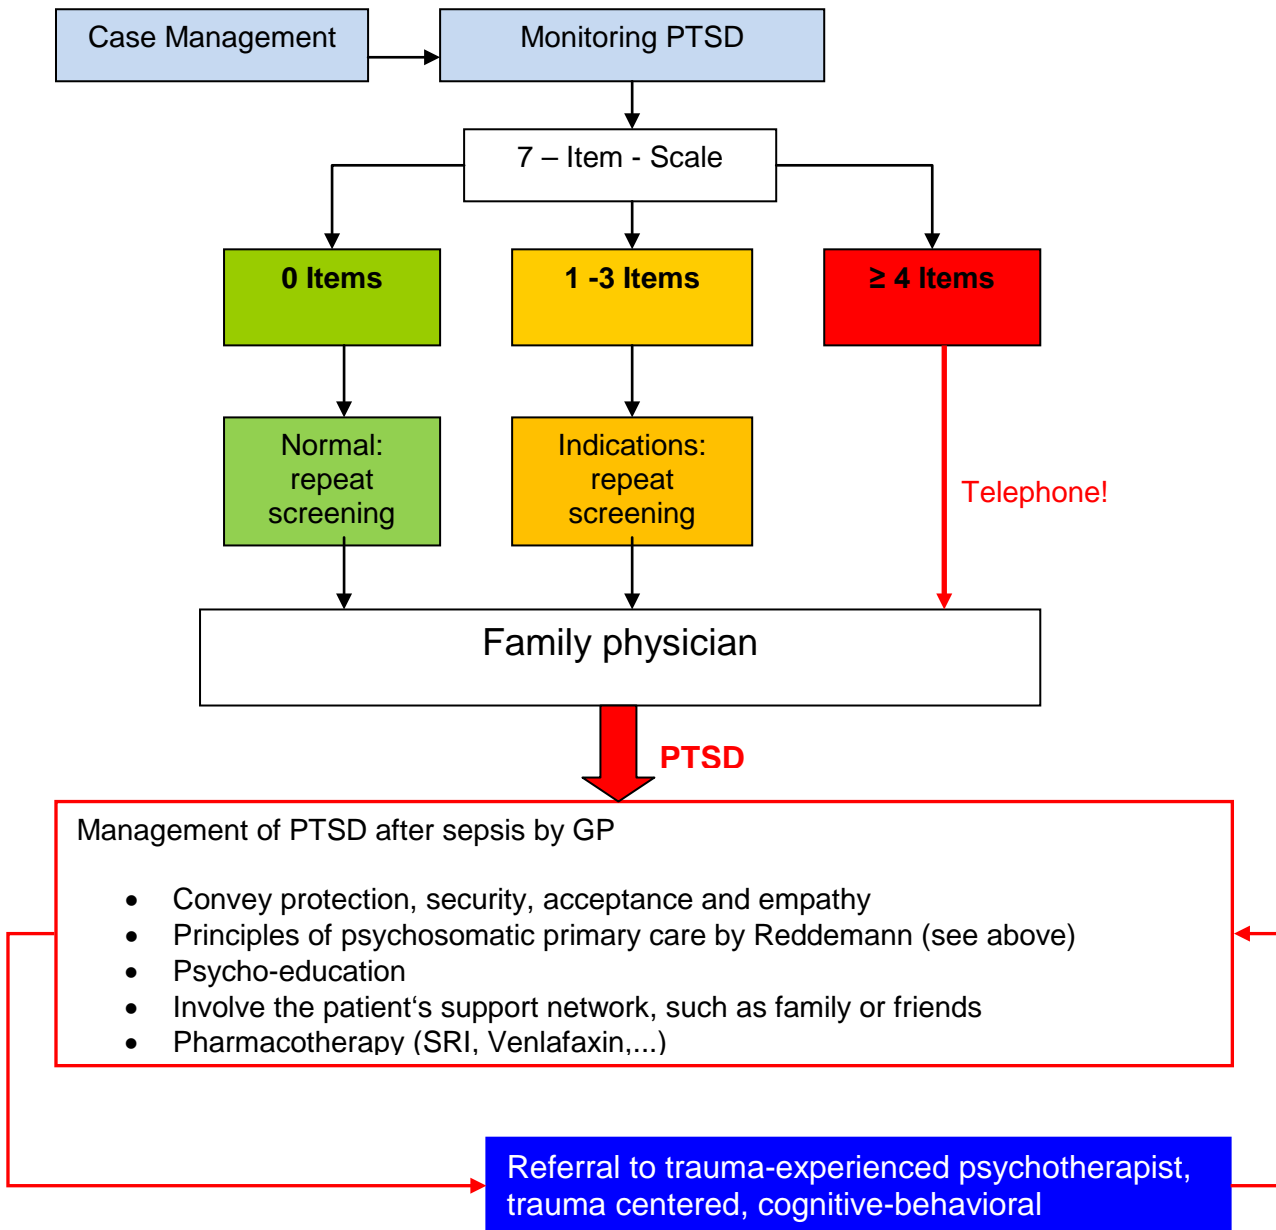 Case Management
Monitoring PTSD
7 – Item - Scale
0 Items
1 -3 Items
≥ 4 Items
Normal:
repeat
screening
Indications:
repeat
screening
Telephone!
Family physician
PTSD
Management of PTSD after sepsis by GP
• Convey protection, security, acceptance and empathy
• Principles of psychosomatic primary care by Reddemann (see above)
• Psycho-education
• Involve the patient‘s support network, such as family or friends
• Pharmacotherapy (SRI, Venlafaxin,...)
Referral to trauma-experienced psychotherapist,
trauma centered, cognitive-behavioral